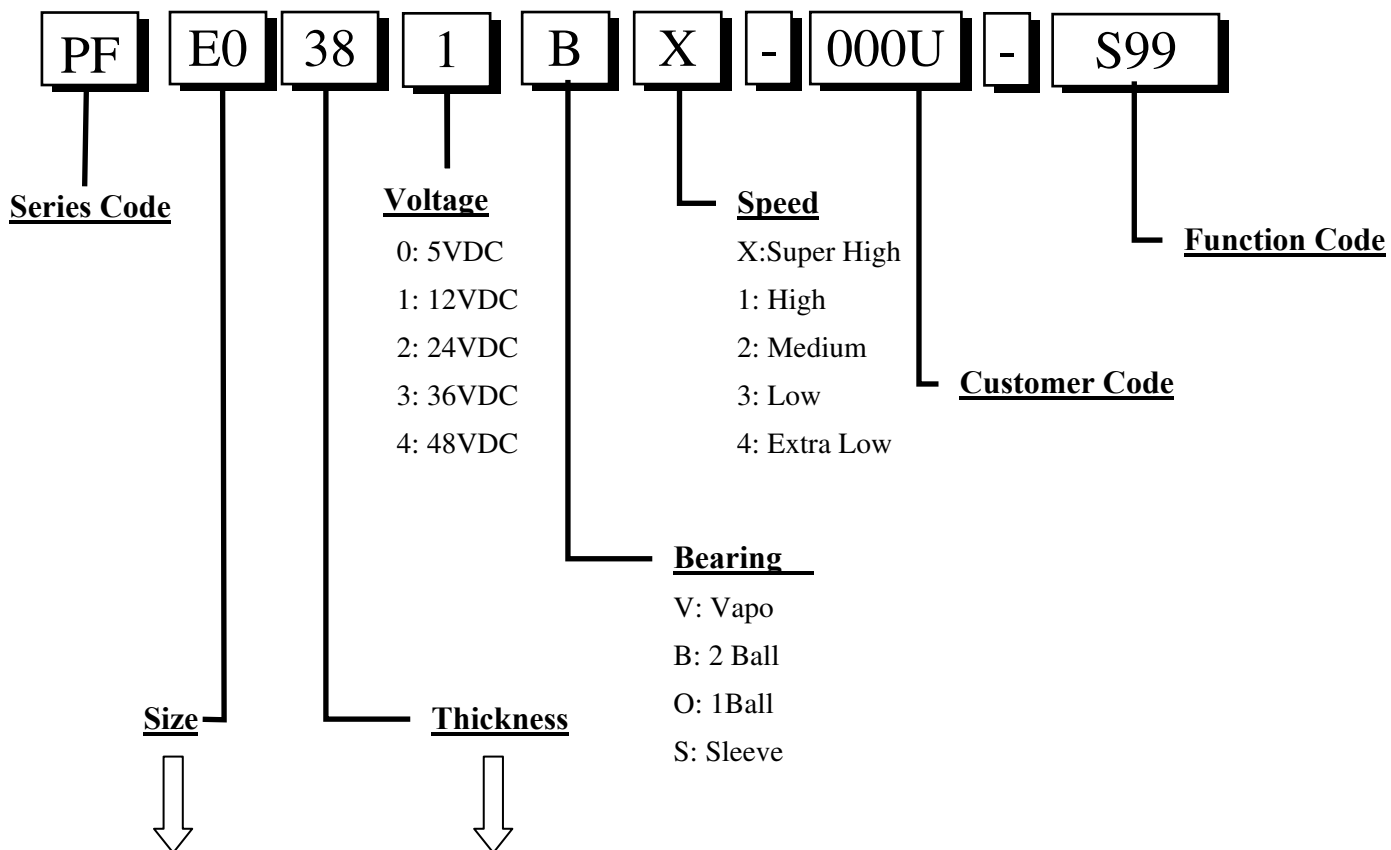 PF E0 38 1 B X - 000U - S99
Series Code
Voltage
0: 5VDC
1: 12VDC
2: 24VDC
3: 36VDC
4: 48VDC
Speed
X:Super High
1: High
2: Medium
3: Low
4: Extra Low
Function Code
Customer Code
Bearing
V: Vapo
B: 2 Ball
O: 1Ball
S: Sleeve
Size
Thickness